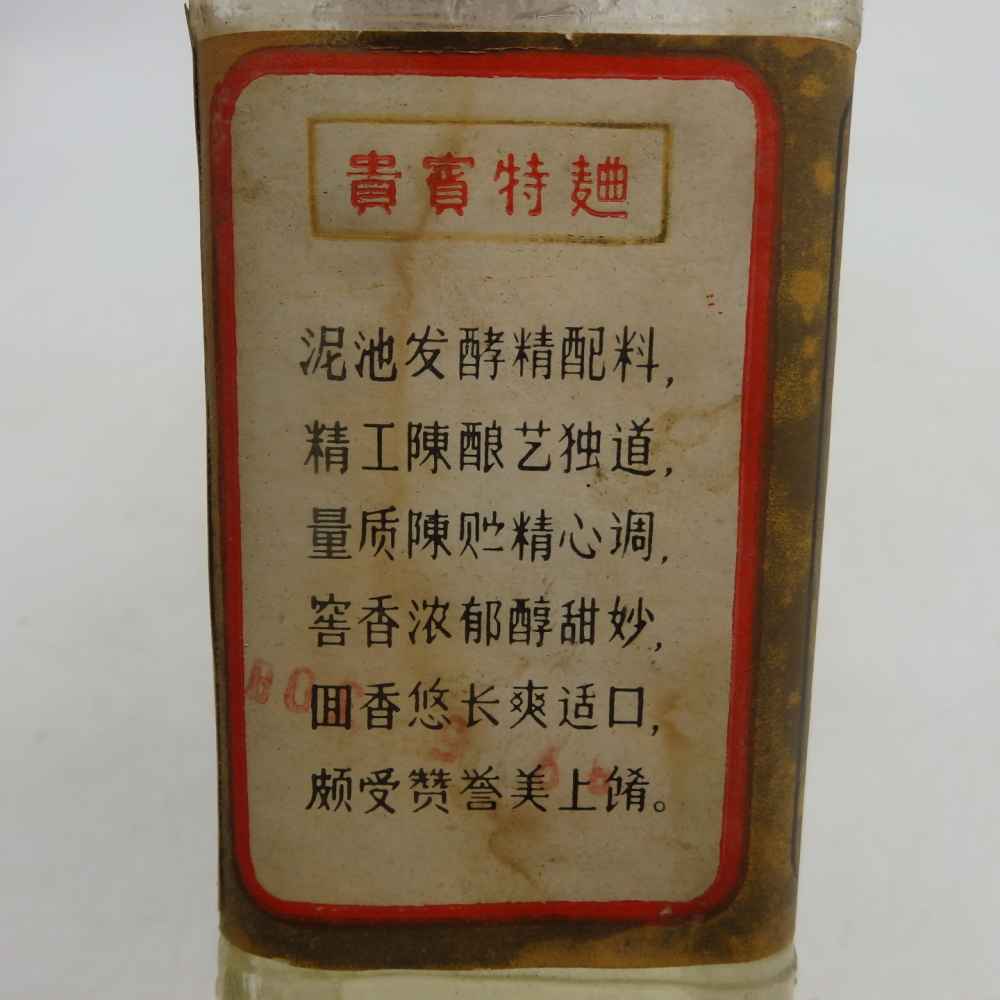 貴賓特麯
泥池发酵精配料,
精工陳酿艺独道,
量质陳贮精心调,
窖香浓郁醇甜妙,
囬香悠长爽适口,
颇受赞誉美上馐。